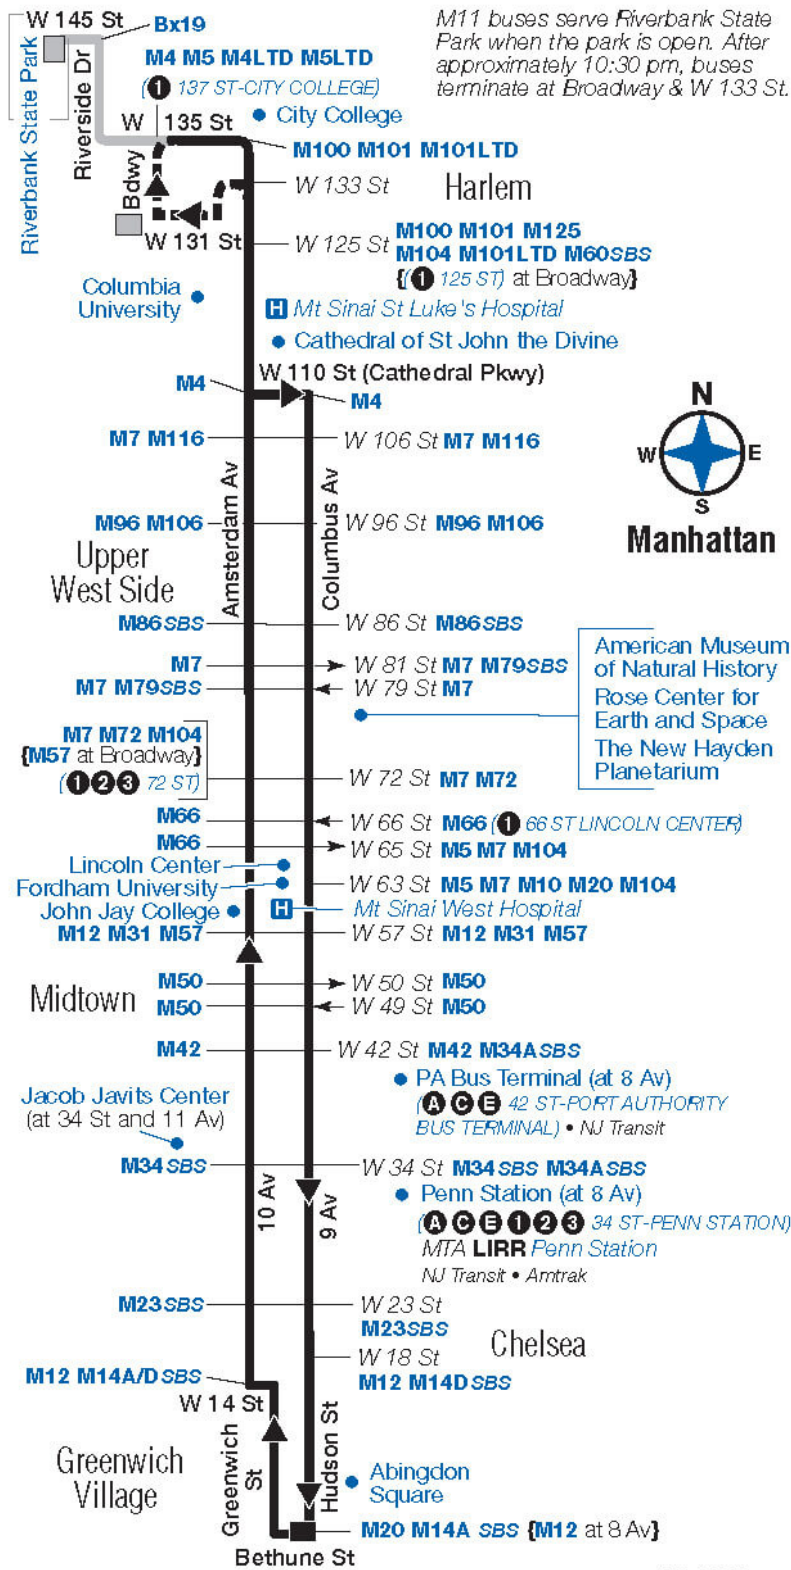 W 145 St
Bx19
M11 buses serve Riverbank State
Park when the park is open. After
approximately 10:30 pm, buses
terminate at Broadway & W 133 St.
Riverbank State Park
Riverside Dr
M4 M5 M4LTD M5LTD
(1 137 ST-CITY COLLEGE)
City College
W 135 St
M100 M101 M101LTD
Bdwy
W 133 St
Harlem
W 131 St
W 125 St M100 M101 M125
M104 M101LTD M60SBS
{(1 125 ST) at Broadway}
Columbia
University
H Mt Sinai St Luke's Hospital
Cathedral of St John the Divine
W 110 St (Cathedral Pkwy)
M4
M4
N
W E
S
Manhattan
M7 M116
W 106 St M7 M116
Amsterdam Av
Columbus Av
M96 M106
W 96 St M96 M106
Upper
West Side
M86SBS
W 86 St M86SBS
M7
W 81 St M7 M79SBS
M7 M79SBS
W 79 St M7
American Museum
of Natural History
Rose Center for
Earth and Space
The New Hayden
Planetarium
M7 M72 M104
{M57 at Broadway}
(1 2 3 72 ST)
W 72 St M7 M72
M66
W 66 St M66 (1 66 ST LINCOLN CENTER)
M66
W 65 St M5 M7 M104
Lincoln Center
Fordham University
W 63 St M5 M7 M10 M20 M104
John Jay College
H Mt Sinai West Hospital
M12 M31 M57
W 57 St M12 M31 M57
Midtown
M50
W 50 St M50
M50
W 49 St M50
M42
W 42 St M42 M34ASBS
PA Bus Terminal (at 8 Av)
(A C E 42 ST-PORT AUTHORITY
BUS TERMINAL) • NJ Transit
Jacob Javits Center
(at 34 St and 11 Av)
M34SBS
W 34 St M34SBS M34ASBS
10 Av
9 Av
Penn Station (at 8 Av)
(A C E 1 2 3 34 ST-PENN STATION)
MTA LIRR Penn Station
NJ Transit • Amtrak
M23SBS
W 23 St
M23SBS
Chelsea
W 18 St
M12 M14DSBS
M12 M14A/DSBS
W 14 St
Greenwich
St
Hudson St
Greenwich
Village
Abingdon
Square
M20 M14A SBS {M12 at 8 Av}
Bethune St